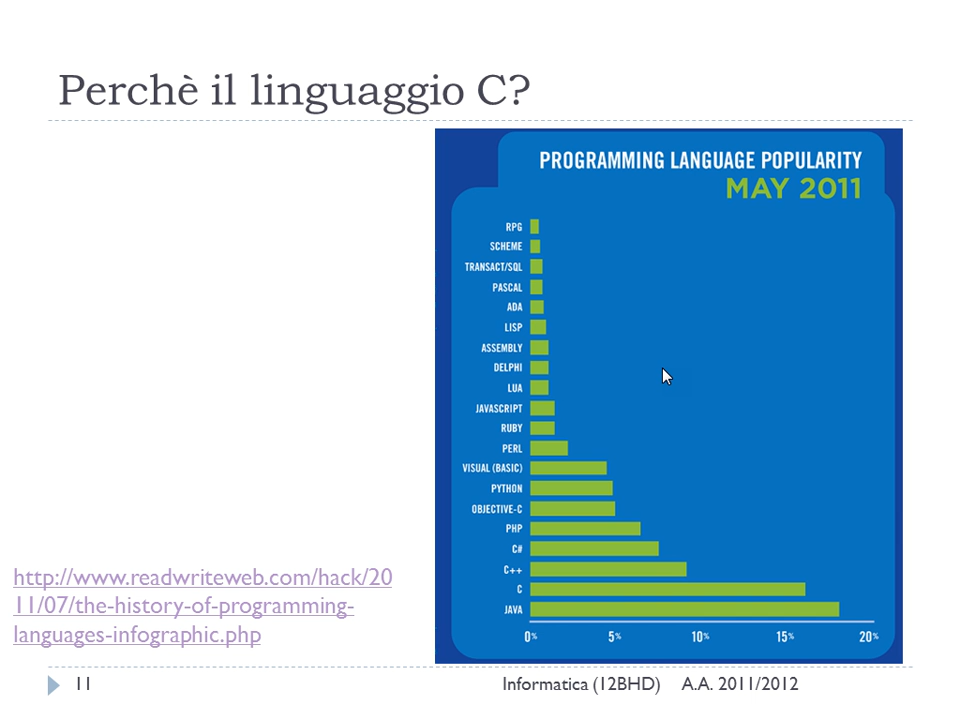 Perchè il linguaggio C?
PROGRAMMING LANGUAGE POPULARITY
MAY 2011
RPG
SCHEME
TRANSACT/SQL
PASCAL
ADA
LISP
ASSEMBLY
DELPHI
LUA
JAVASCRIPT
RUBY
PERL
VISUAL (BASIC)
PYTHON
OBJECTIVE-C
PHP
C#
C++
C
JAVA
0% 5% 10% 15% 20%
http://www.readwriteweb.com/hack/20
11/07/the-history-of-programming-
languages-infographic.php
11 Informatica (12BHD) A.A. 2011/2012